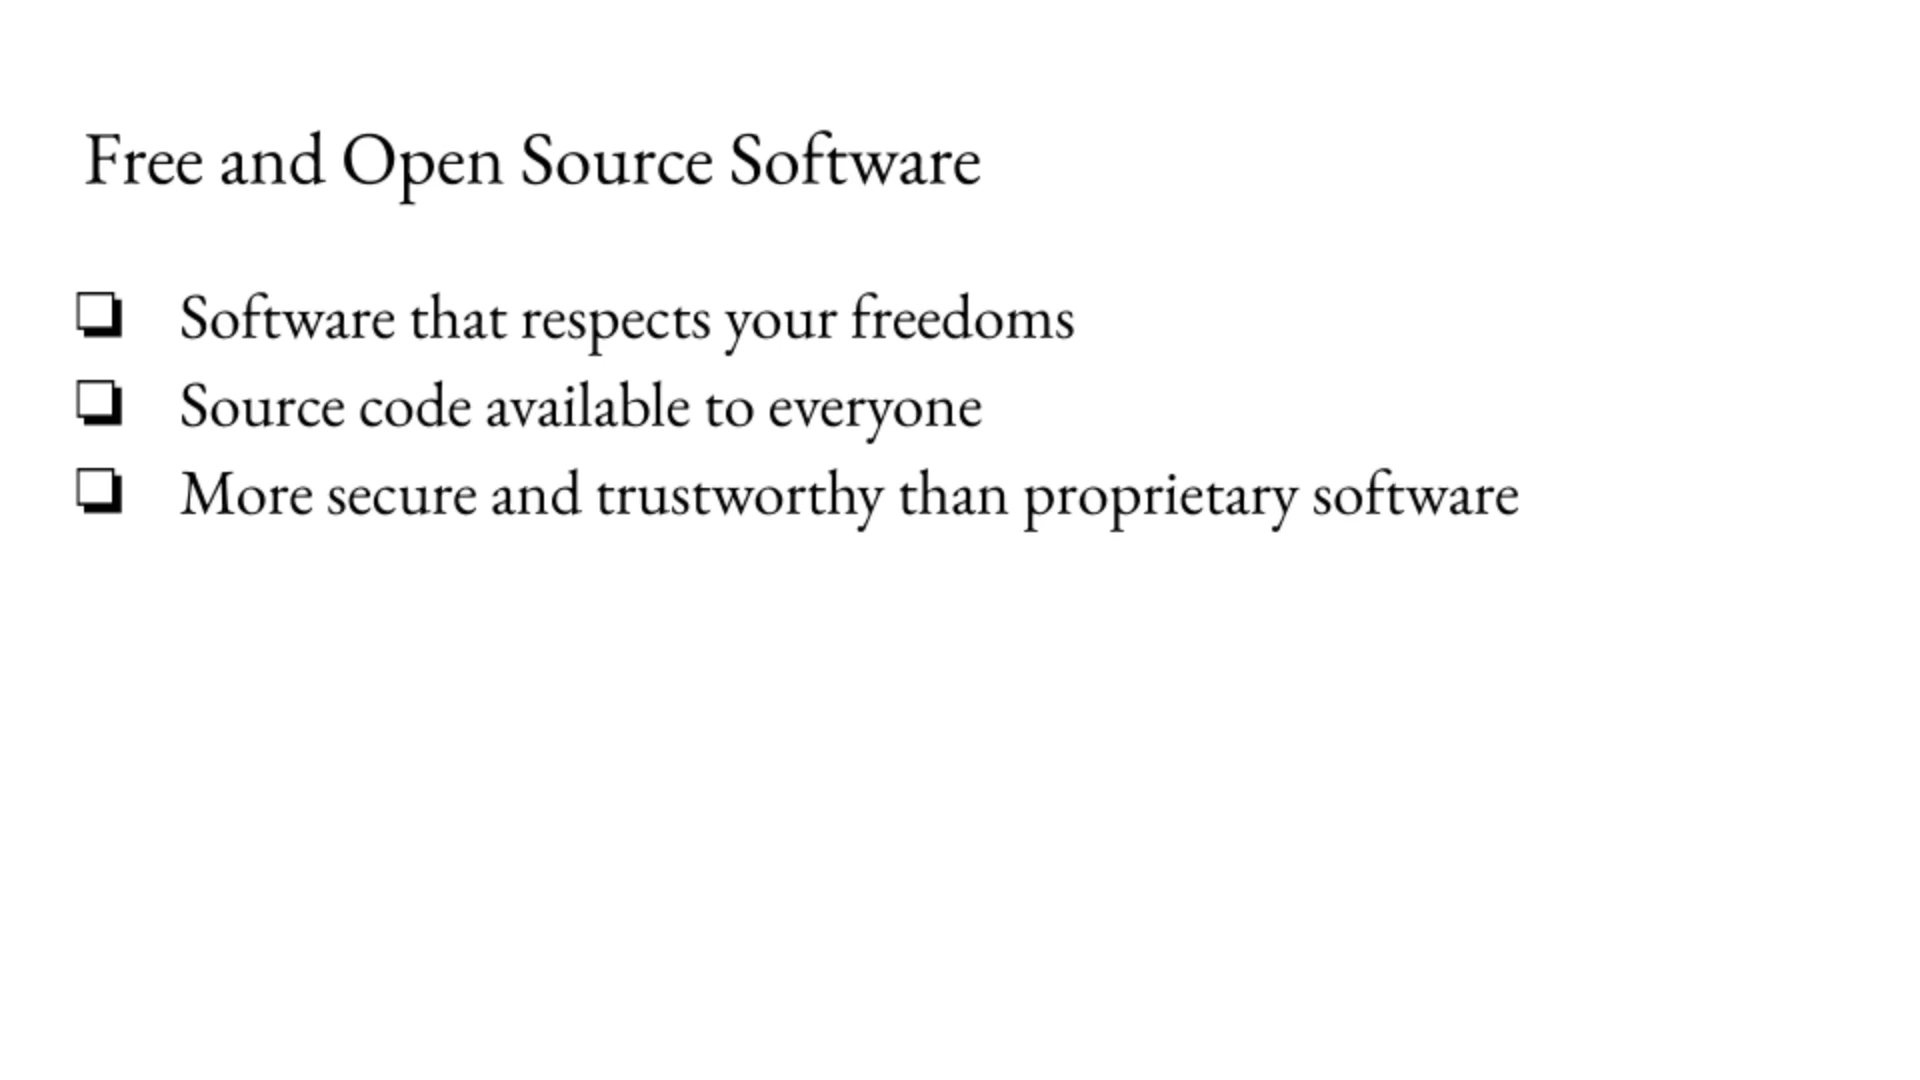 Free and Open Source Software
❏ Software that respects your freedoms
❏ Source code available to everyone
❏ More secure and trustworthy than proprietary software